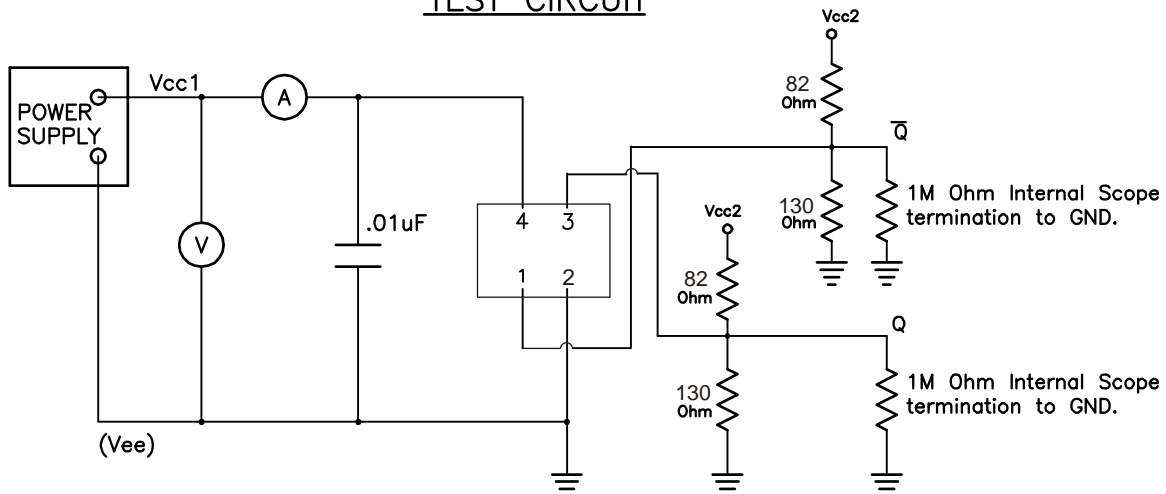 TEST CIRCUIT
Vcc2
82
Ohm
Q̅
POWER
SUPPLY
Vcc1
A
V
.01uF
4 3
1 2
130
Ohm
1M Ohm Internal Scope
termination to GND.
Vcc2
82
Ohm
Q
130
Ohm
1M Ohm Internal Scope
termination to GND.
(Vee)